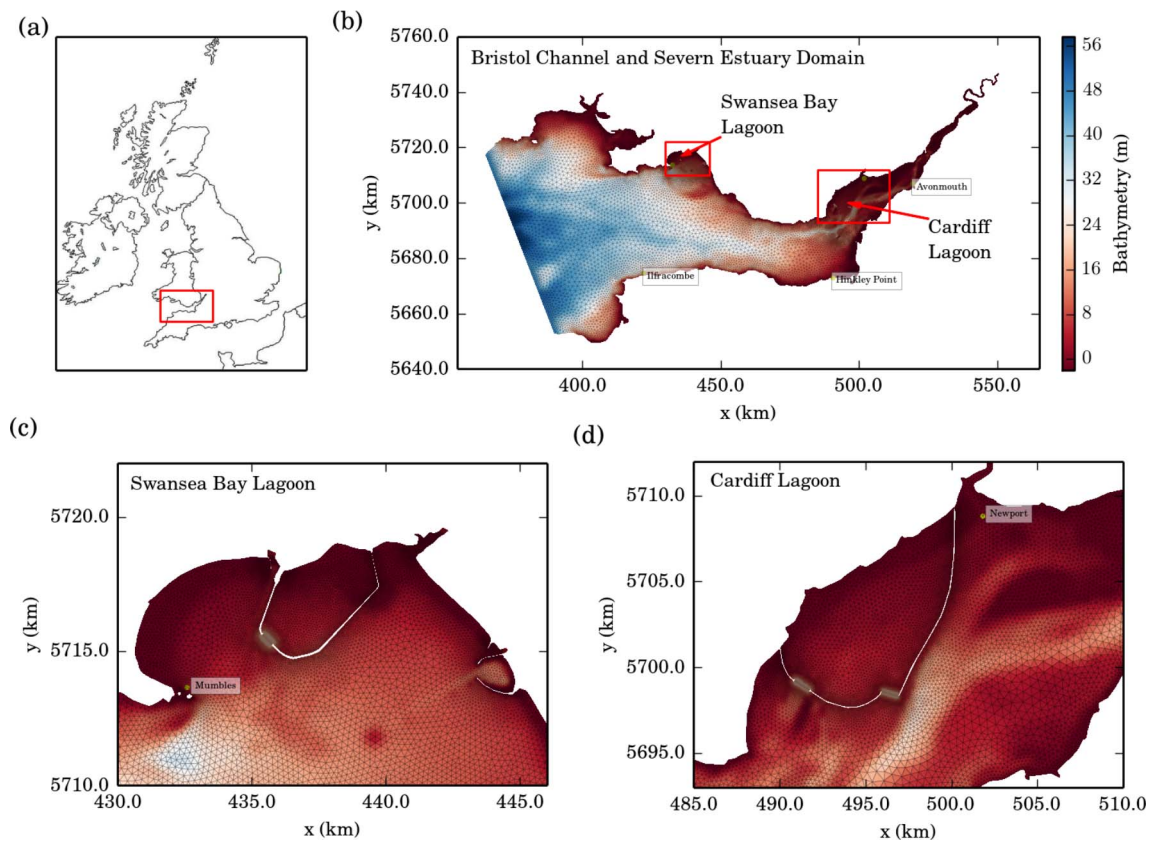 (a)
(b)
5760.0
5740.0
5720.0
5700.0
5680.0
5660.0
5640.0
y (km)
Bristol Channel and Severn Estuary Domain
Swansea Bay
Lagoon
Avonmouth
Cardiff
Lagoon
Ilfracombe
Hinkley Point
400.0
450.0
500.0
550.0
x (km)
56
48
40
32
24
16
8
0
Bathymetry (m)
(c)
Swansea Bay Lagoon
5720.0
5715.0
5710.0
y (km)
Mumbles
430.0
435.0
440.0
445.0
x (km)
(d)
Cardiff Lagoon
5710.0
5705.0
5700.0
5695.0
y (km)
Newport
485.0
490.0
495.0
500.0
505.0
510.0
x (km)